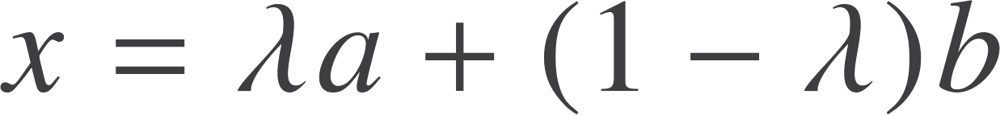 x = λa + (1 − λ)b